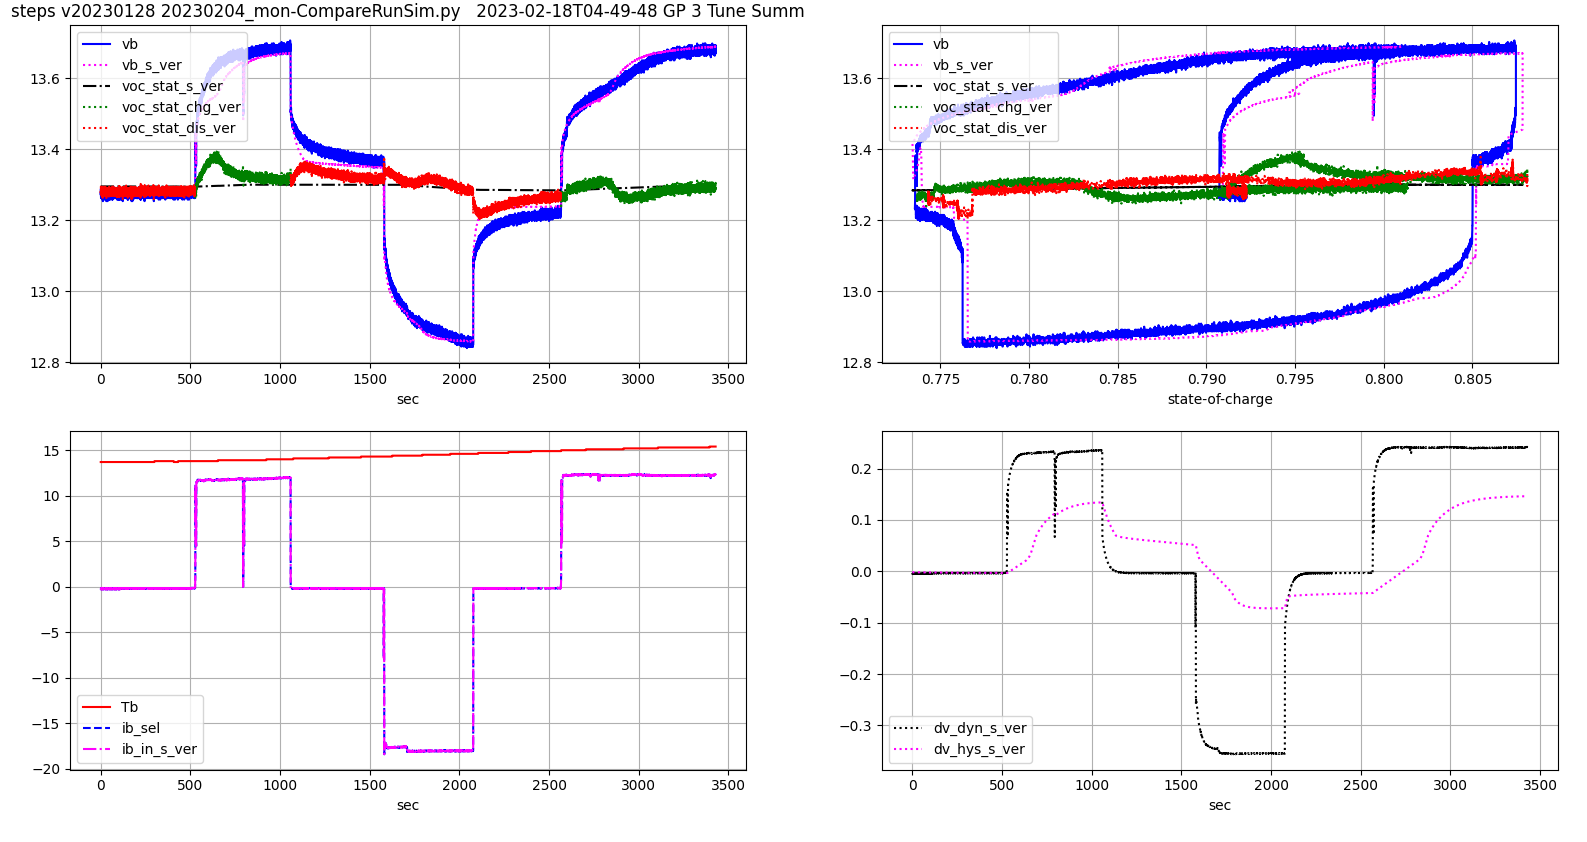 steps v20230128 20230204_mon-CompareRunSim.py   2023-02-18T04-49-48 GP 3 Tune Summ
vb
vb_s_ver
voc_stat_s_ver
voc_stat_chg_ver
voc_stat_dis_ver
13.6
13.4
13.2
13.0
12.8
0 500 1000 1500 2000 2500 3000 3500
sec
vb
vb_s_ver
voc_stat_s_ver
voc_stat_chg_ver
voc_stat_dis_ver
13.6
13.4
13.2
13.0
12.8
0.775 0.780 0.785 0.790 0.795 0.800 0.805
state-of-charge
15
10
5
0
−5
−10
−15
−20
Tb
ib_sel
ib_in_s_ver
0 500 1000 1500 2000 2500 3000 3500
sec
0.2
0.1
0.0
−0.1
−0.2
−0.3
dv_dyn_s_ver
dv_hys_s_ver
0 500 1000 1500 2000 2500 3000 3500
sec